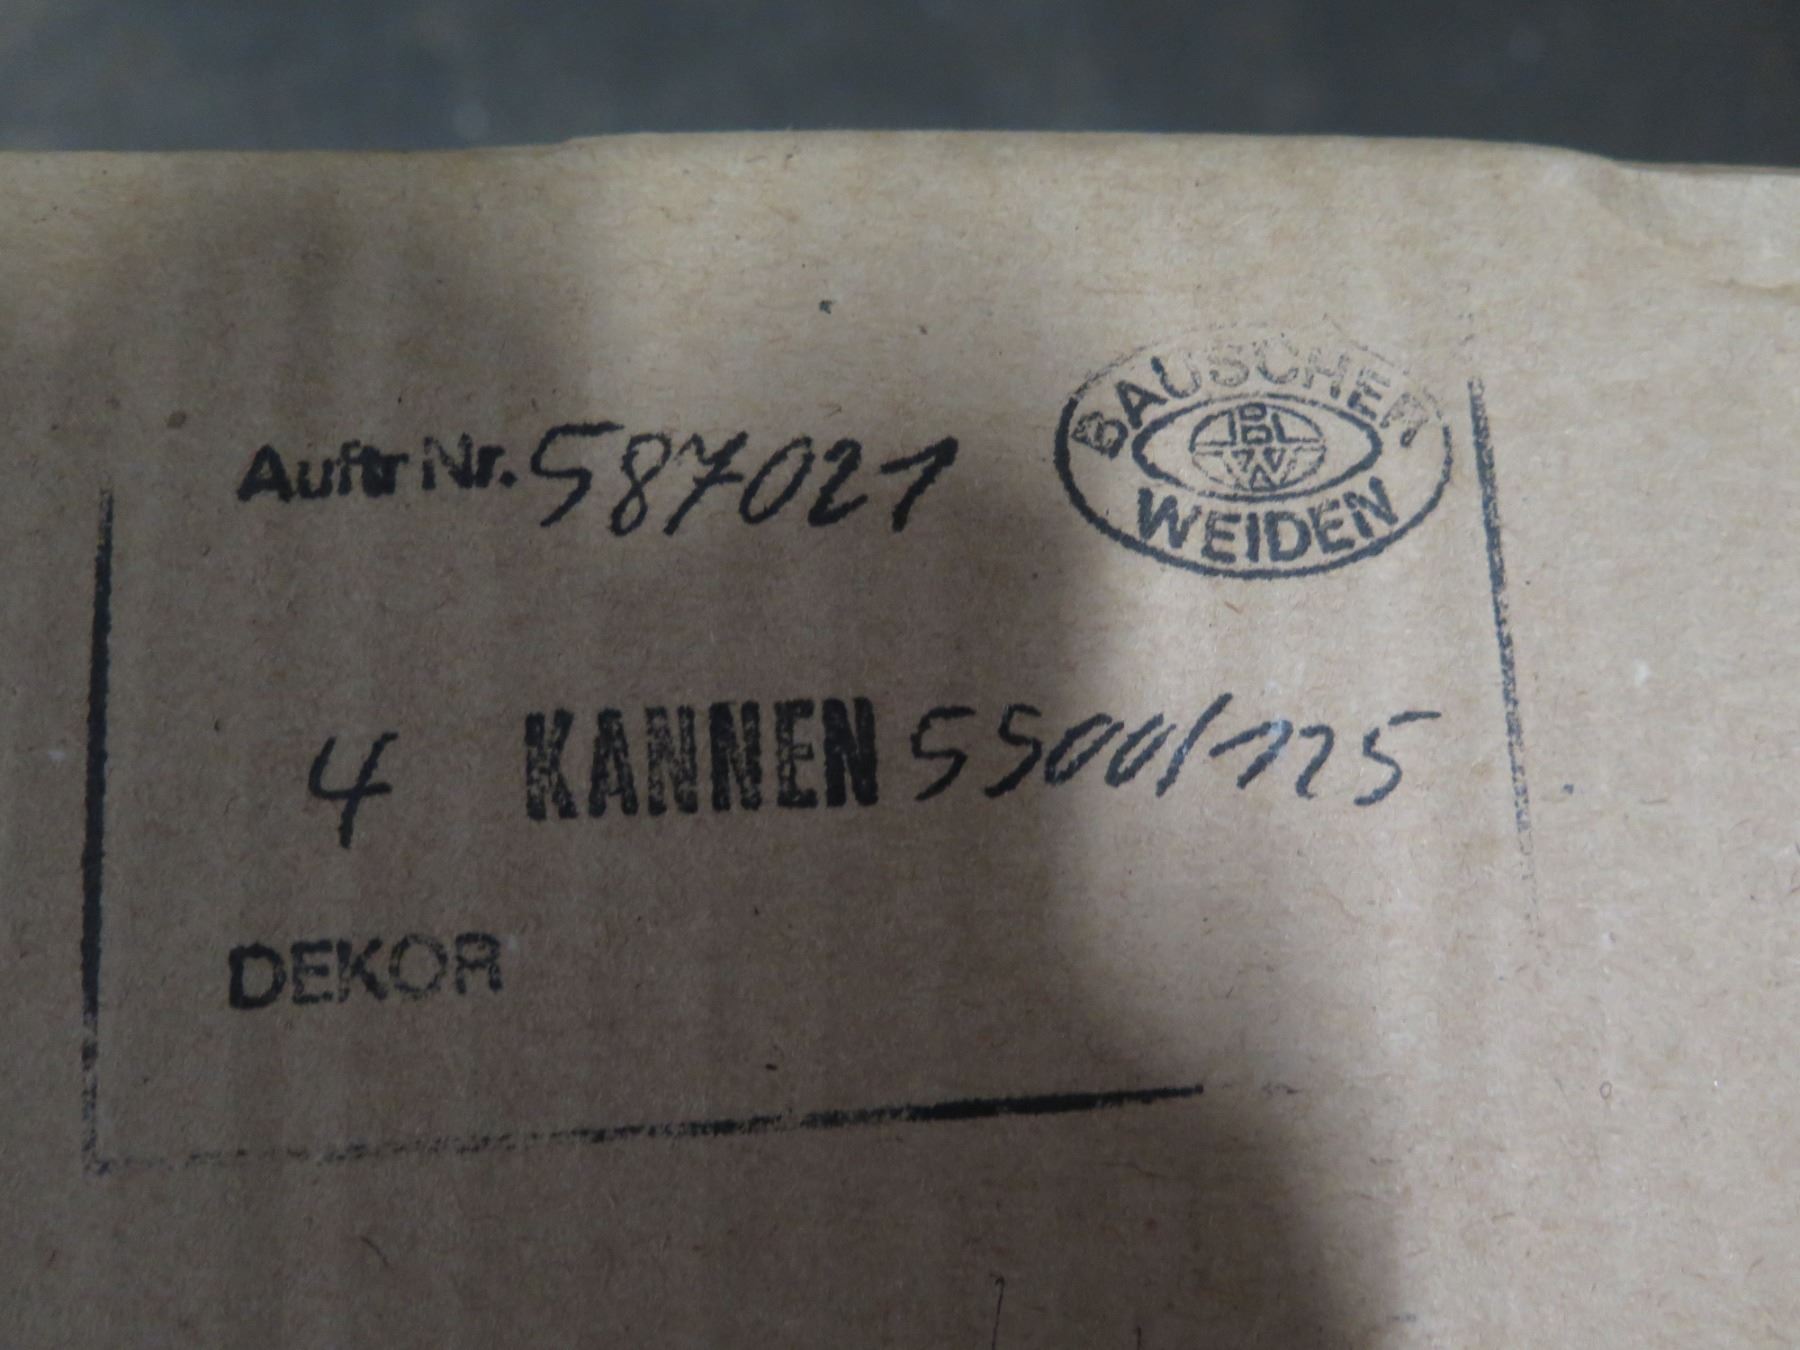 BAUSCHER
WEIDEN
Auftr Nr. 587021
4 KANNEN 5500/125
DEKOR